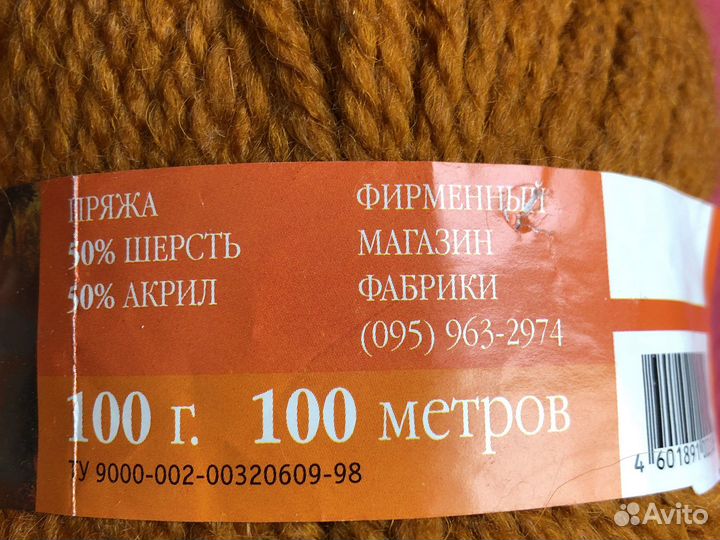 ПРЯЖА
50% ШЕРСТЬ
50% АКРИЛ
ФИРМЕННЫЙ
МАГАЗИН
ФАБРИКИ
(095) 963-2974
100 г. 100 метров
ТУ 9000-002-00320609-98
Avito